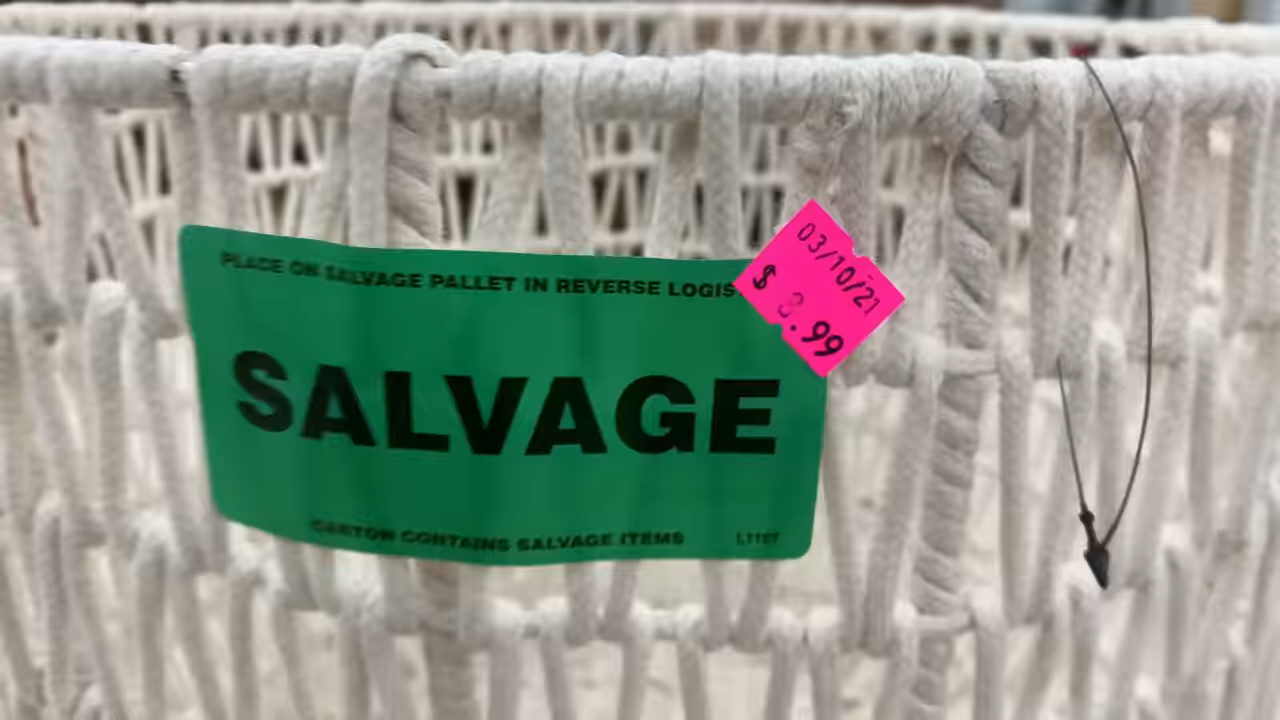 PLACE ON SALVAGE PALLET IN REVERSE LOGIS
SALVAGE
CARTON CONTAINS SALVAGE ITEMS
03/10/21
$ .99